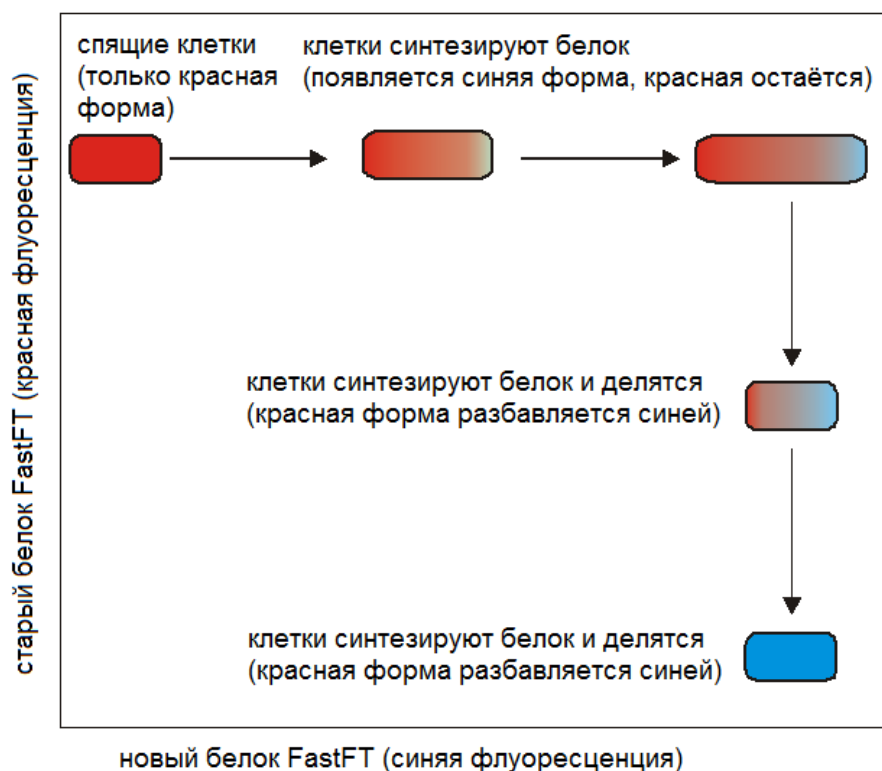 спящие клетки
(только красная
форма)
клетки синтезируют белок
(появляется синяя форма, красная остаётся)
клетки синтезируют белок и делятся
(красная форма разбавляется синей)
клетки синтезируют белок и делятся
(красная форма разбавляется синей)
старый белок FastFT (красная флуоресценция)
новый белок FastFT (синяя флуоресценция)